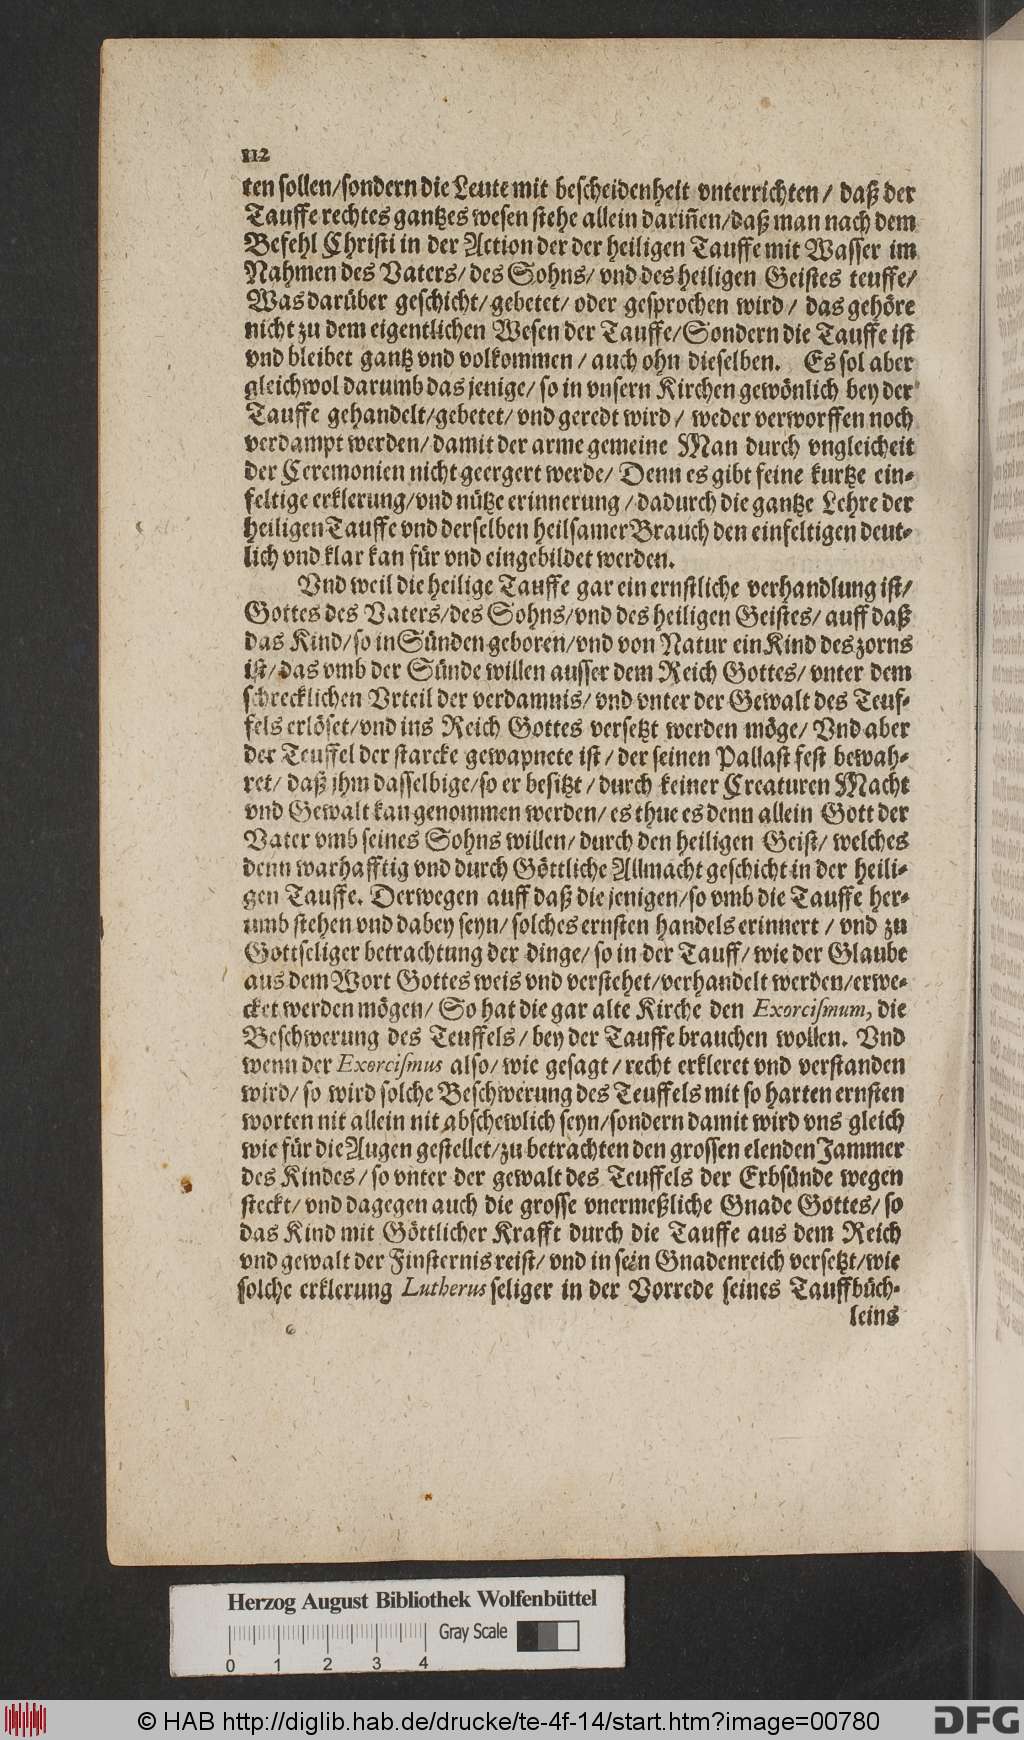 112
ten sollen/sondern die Leute mit bescheidenheit vnterrichten / daß der
Tauffe rechtes gantzes wesen stehe allein dariñen/daß man nach dem
Befehl Christi in der Action der der heiligen Tauffe mit Wasser im
Nahmen des Vaters/ des Sohns/ vnd des heiligen Geistes teuffe/
Was darüber geschicht/ gebetet/ oder gesprochen wird / das gehöre
nicht zu dem eigentlichen Wesen der Tauffe/Sondern die Tauffe ist
vnd bleibet gantz vnd volkommen / auch ohn dieselben. Es sol aber
gleichwol darumb das jenige/ so in vnsern Kirchen gewönlich bey der
Tauffe gehandelt/gebetet/ vnd geredt wird / weder verworffen noch
verdampt werden/ damit der arme gemeine Man durch vngleicheit
der Ceremonien nicht geergert werde/ Denn es gibt feine kurtze ein-
feltige erklerung/vnd nütze erinnerung / dadurch die gantze Lehre der
heiligen Tauffe vnd derselben heilsamer Brauch den einfeltigen deut-
lich vnd klar kan für vnd eingebildet werden.
Vnd weil die heilige Tauffe gar ein ernstliche verhandlung ist/
Gottes des Vaters/des Sohns/vnd des heiligen Geistes/ auff daß
das Kind/so in Sünden geboren/vnd von Natur ein Kind des zorns
ist/das vmb der Sünde willen ausser dem Reich Gottes/ vnter dem
schrecklichen Vrteil der verdamnis/ vnd vnter der Gewalt des Teuf-
fels erlöset/vnd ins Reich Gottes versetzt werden möge/ Vnd aber
der Teuffel der starcke gewapnete ist / der seinen Pallast fest bewah-
ret/ daß jhm dasselbige/so er besitzt / durch keiner Creaturen Macht
vnd Gewalt kan genommen werden/ es thue es denn allein Gott der
Vater vmb seines Sohns willen/ durch den heiligen Geist/ welches
denn warhafftig vnd durch Göttliche Allmacht geschicht in der heili-
gen Tauffe. Derwegen auff daß die jenigen/so vmb die Tauffe her-
umb stehen vnd dabey seyn/ solches ernsten handels erinnert / vnd zu
Gottseliger betrachtung der dinge/ so in der Tauff/ wie der Glaube
aus dem Wort Gottes weis vnd verstehet/verhandelt werden/erwe-
cket werden mögen/ So hat die gar alte Kirche den Exorcismum, die
Beschwerung des Teuffels / bey der Tauffe brauchen wollen. Vnd
wenn der Exorcismus also/ wie gesagt / recht erkleret vnd verstanden
wird/ so wird solche Beschwerung des Teuffels mit so harten ernsten
worten nit allein nit abschewlich seyn/sondern damit wird vns gleich
wie für die Augen gestellet/zu betrachten den grossen elenden Jammer
des Kindes / so vnter der gewalt des Teuffels der Erbsünde wegen
steckt/ vnd dagegen auch die grosse vnermeßliche Gnade Gottes/ so
das Kind mit Göttlicher Krafft durch die Tauffe aus dem Reich
vnd gewalt der Finsternis reist/ vnd in sein Gnadenreich versetzt/wie
solche erklerung Lutherus seliger in der Vorrede seines Tauffbüch-
leins
Herzog August Bibliothek Wolfenbüttel
Gray Scale
0 1 2 3 4
© HAB http://diglib.hab.de/drucke/te-4f-14/start.htm?image=00780
DFG